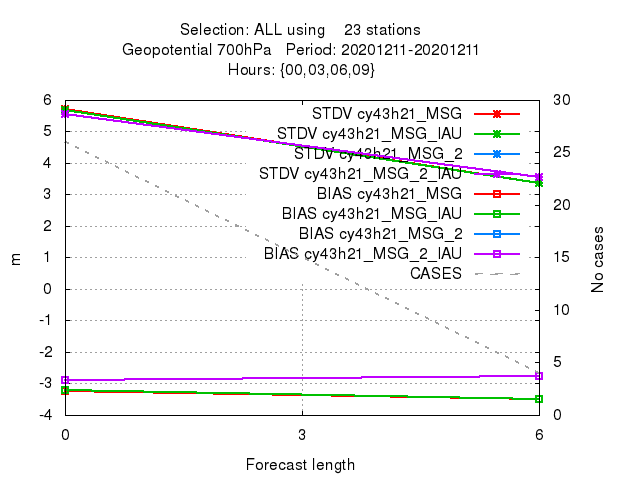 Selection: ALL using 23 stations
Geopotential 700hPa Period: 20201211-20201211
Hours: {00,03,06,09}
6 30
STDV cy43h21_MSG
5 STDV cy43h21_MSG_IAU
25
STDV cy43h21_MSG_2
4
STDV cy43h21_MSG_2_IAU
3 BIAS cy43h21_MSG
20
BIAS cy43h21_MSG_IAU
2
BIAS cy43h21_MSG_2
1 BIAS cy43h21_MSG_2_IAU 15
m No cases
CASES
0
10
-1
-2
5
-3
-4 0
0 3 6
Forecast length